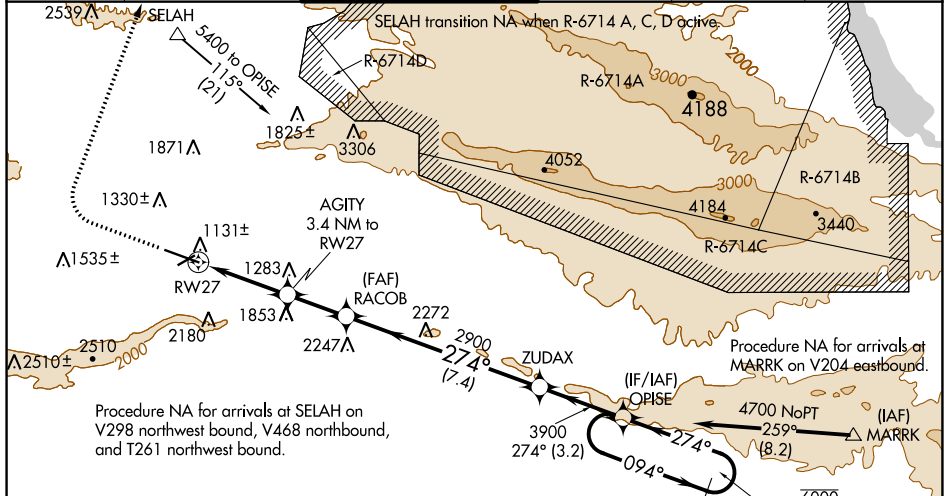 2539
SELAH
SELAH transition NA when R-6714 A, C, D active.
5400 to OPISE
115°
(21)
R-6714D
R-6714A
3000
2000
4188
1825±
3306
1871
4052
3000
R-6714B
1330±
AGITY
3.4 NM to
RW27
4184
3440
R-6714C
1131±
1535±
1283
RW27
(FAF)
RACOB
1853
2180
2272
2247
2900
274°
(7.4)
2510±
2510
2000
ZUDAX
(IF/IAF)
OPISE
Procedure NA for arrivals at
MARRK on V204 eastbound.
Procedure NA for arrivals at SELAH on
V298 northwest bound, V468 northbound,
and T261 northwest bound.
3900
274° (3.2)
4700 NoPT
259°
(8.2)
(IAF)
MARRK
274°
094°
6000